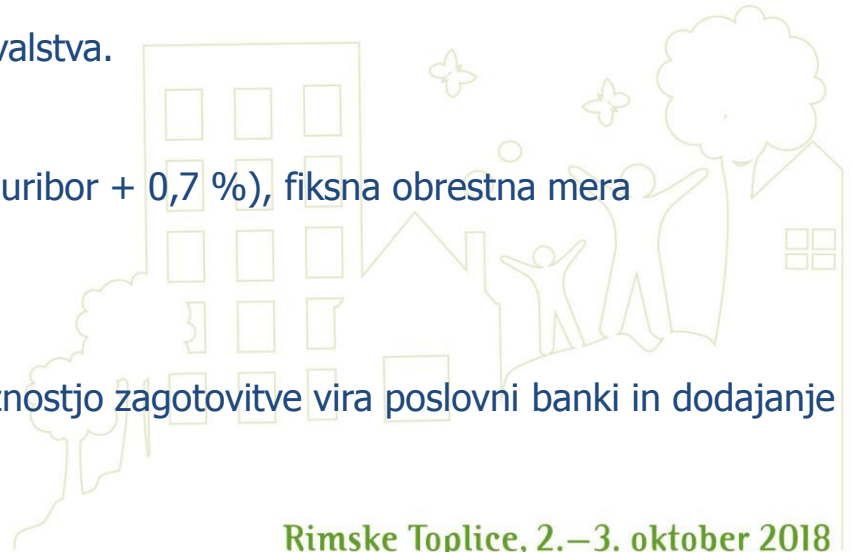 valstva.
uribor + 0,7 %), fiksna obrestna mera
nostjo zagotovitve vira poslovni banki in dodajanje
Rimske Toplice, 2.–3. oktober 2018